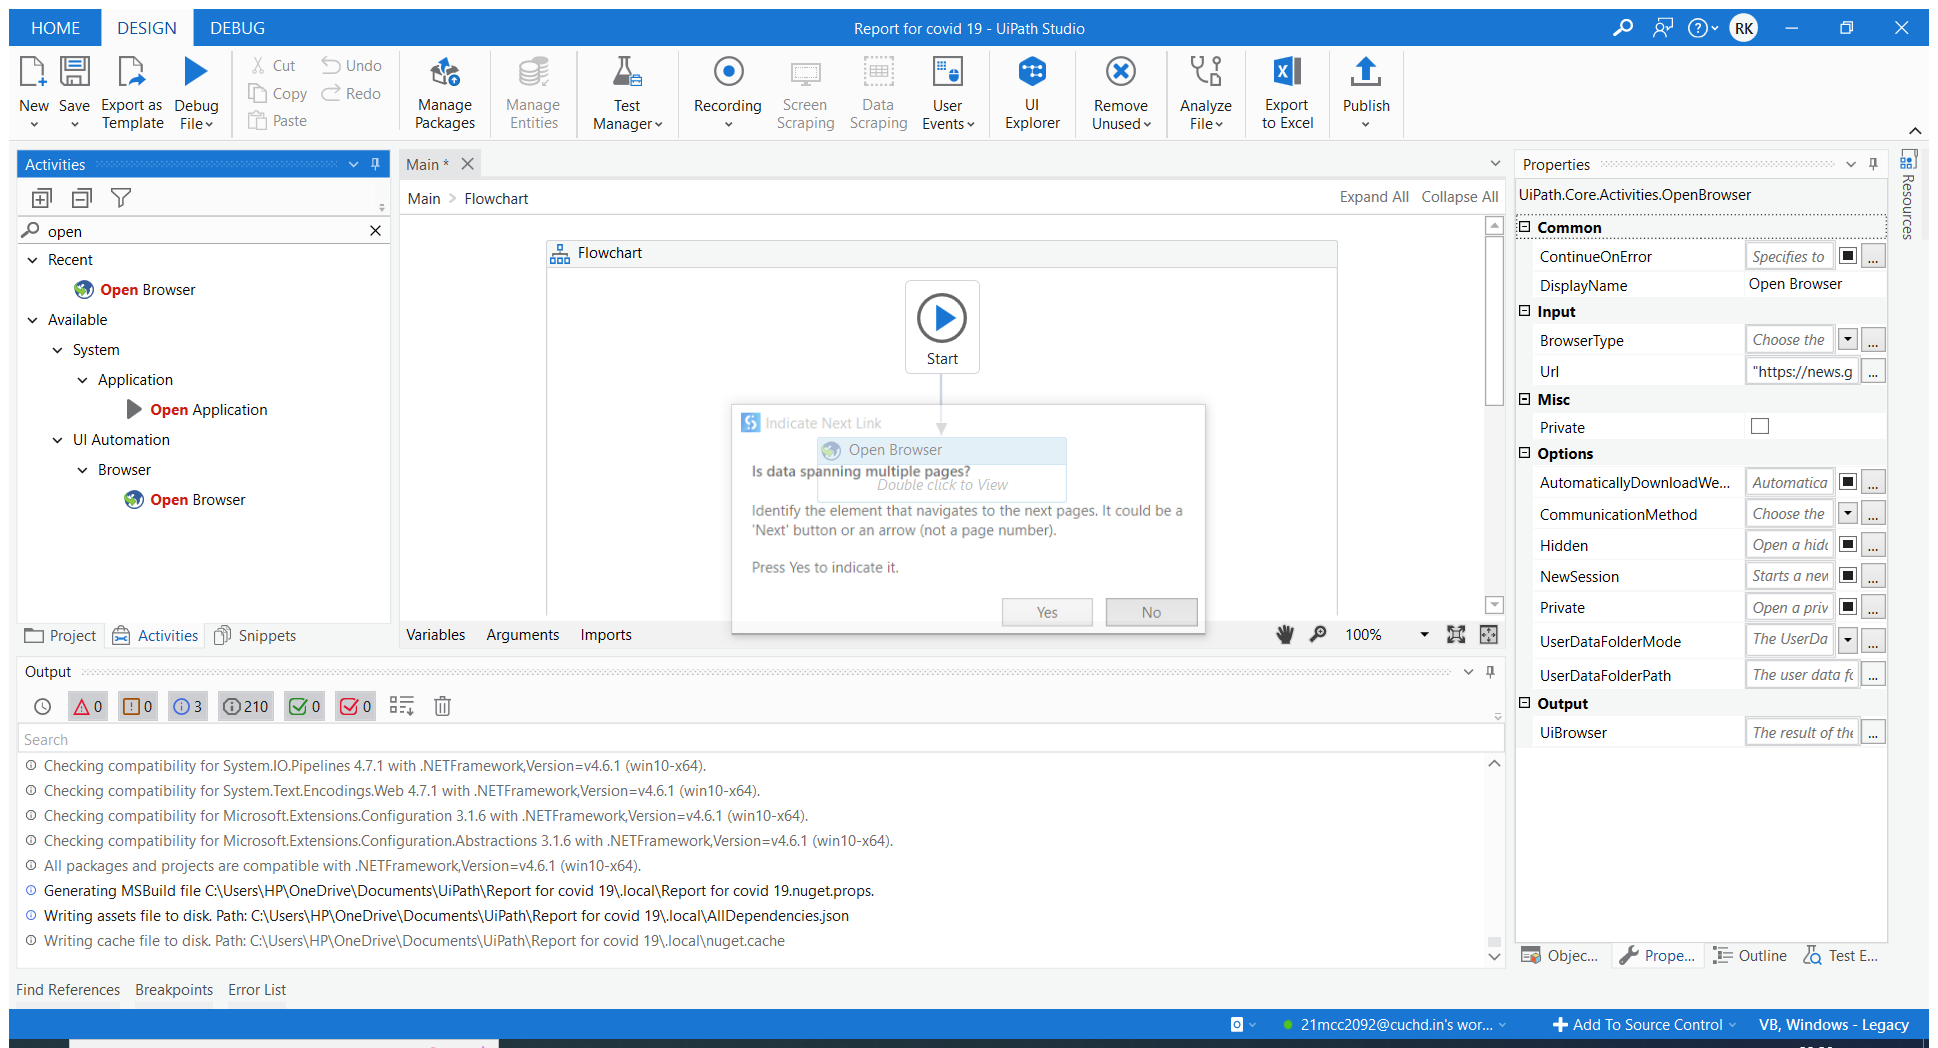 HOME DESIGN DEBUG Report for covid 19 - UiPath Studio RK
New Save Export as Template Debug File Cut Copy Paste Undo Redo Manage Packages Manage Entities Test Manager Recording Screen Scraping Data Scraping User Events UI Explorer Remove Unused Analyze File Export to Excel Publish
Activities
open
Recent
Open Browser
Available
System
Application
Open Application
UI Automation
Browser
Open Browser
Project Activities Snippets
Main *
Main > Flowchart Expand All Collapse All
Flowchart
Start
Indicate Next Link
Open Browser
Is data spanning multiple pages?
Double click to View
Identify the element that navigates to the next pages. It could be a
'Next' button or an arrow (not a page number).
Press Yes to indicate it.
Yes No
Variables Arguments Imports 100%
Properties
UiPath.Core.Activities.OpenBrowser
Common
ContinueOnError Specifies to ...
DisplayName Open Browser
Input
BrowserType Choose the ...
Url "https://news.g ...
Misc
Private
Options
AutomaticallyDownloadWe... Automatica ...
CommunicationMethod Choose the ...
Hidden Open a hidd ...
NewSession Starts a new ...
Private Open a priv ...
UserDataFolderMode The UserDa ...
UserDataFolderPath The user data fo ...
Output
UiBrowser The result of the ...
Objec... Prope... Outline Test E...
Resources
Output
0 0 3 210 0 0
Search
Checking compatibility for System.IO.Pipelines 4.7.1 with .NETFramework,Version=v4.6.1 (win10-x64).
Checking compatibility for System.Text.Encodings.Web 4.7.1 with .NETFramework,Version=v4.6.1 (win10-x64).
Checking compatibility for Microsoft.Extensions.Configuration 3.1.6 with .NETFramework,Version=v4.6.1 (win10-x64).
Checking compatibility for Microsoft.Extensions.Configuration.Abstractions 3.1.6 with .NETFramework,Version=v4.6.1 (win10-x64).
All packages and projects are compatible with .NETFramework,Version=v4.6.1 (win10-x64).
Generating MSBuild file C:\Users\HP\OneDrive\Documents\UiPath\Report for covid 19\.local\Report for covid 19.nuget.props.
Writing assets file to disk. Path: C:\Users\HP\OneDrive\Documents\UiPath\Report for covid 19\.local\AllDependencies.json
Writing cache file to disk. Path: C:\Users\HP\OneDrive\Documents\UiPath\Report for covid 19\.local\nuget.cache
Find References Breakpoints Error List
21mcc2092@cuchd.in's wor... Add To Source Control VB, Windows - Legacy